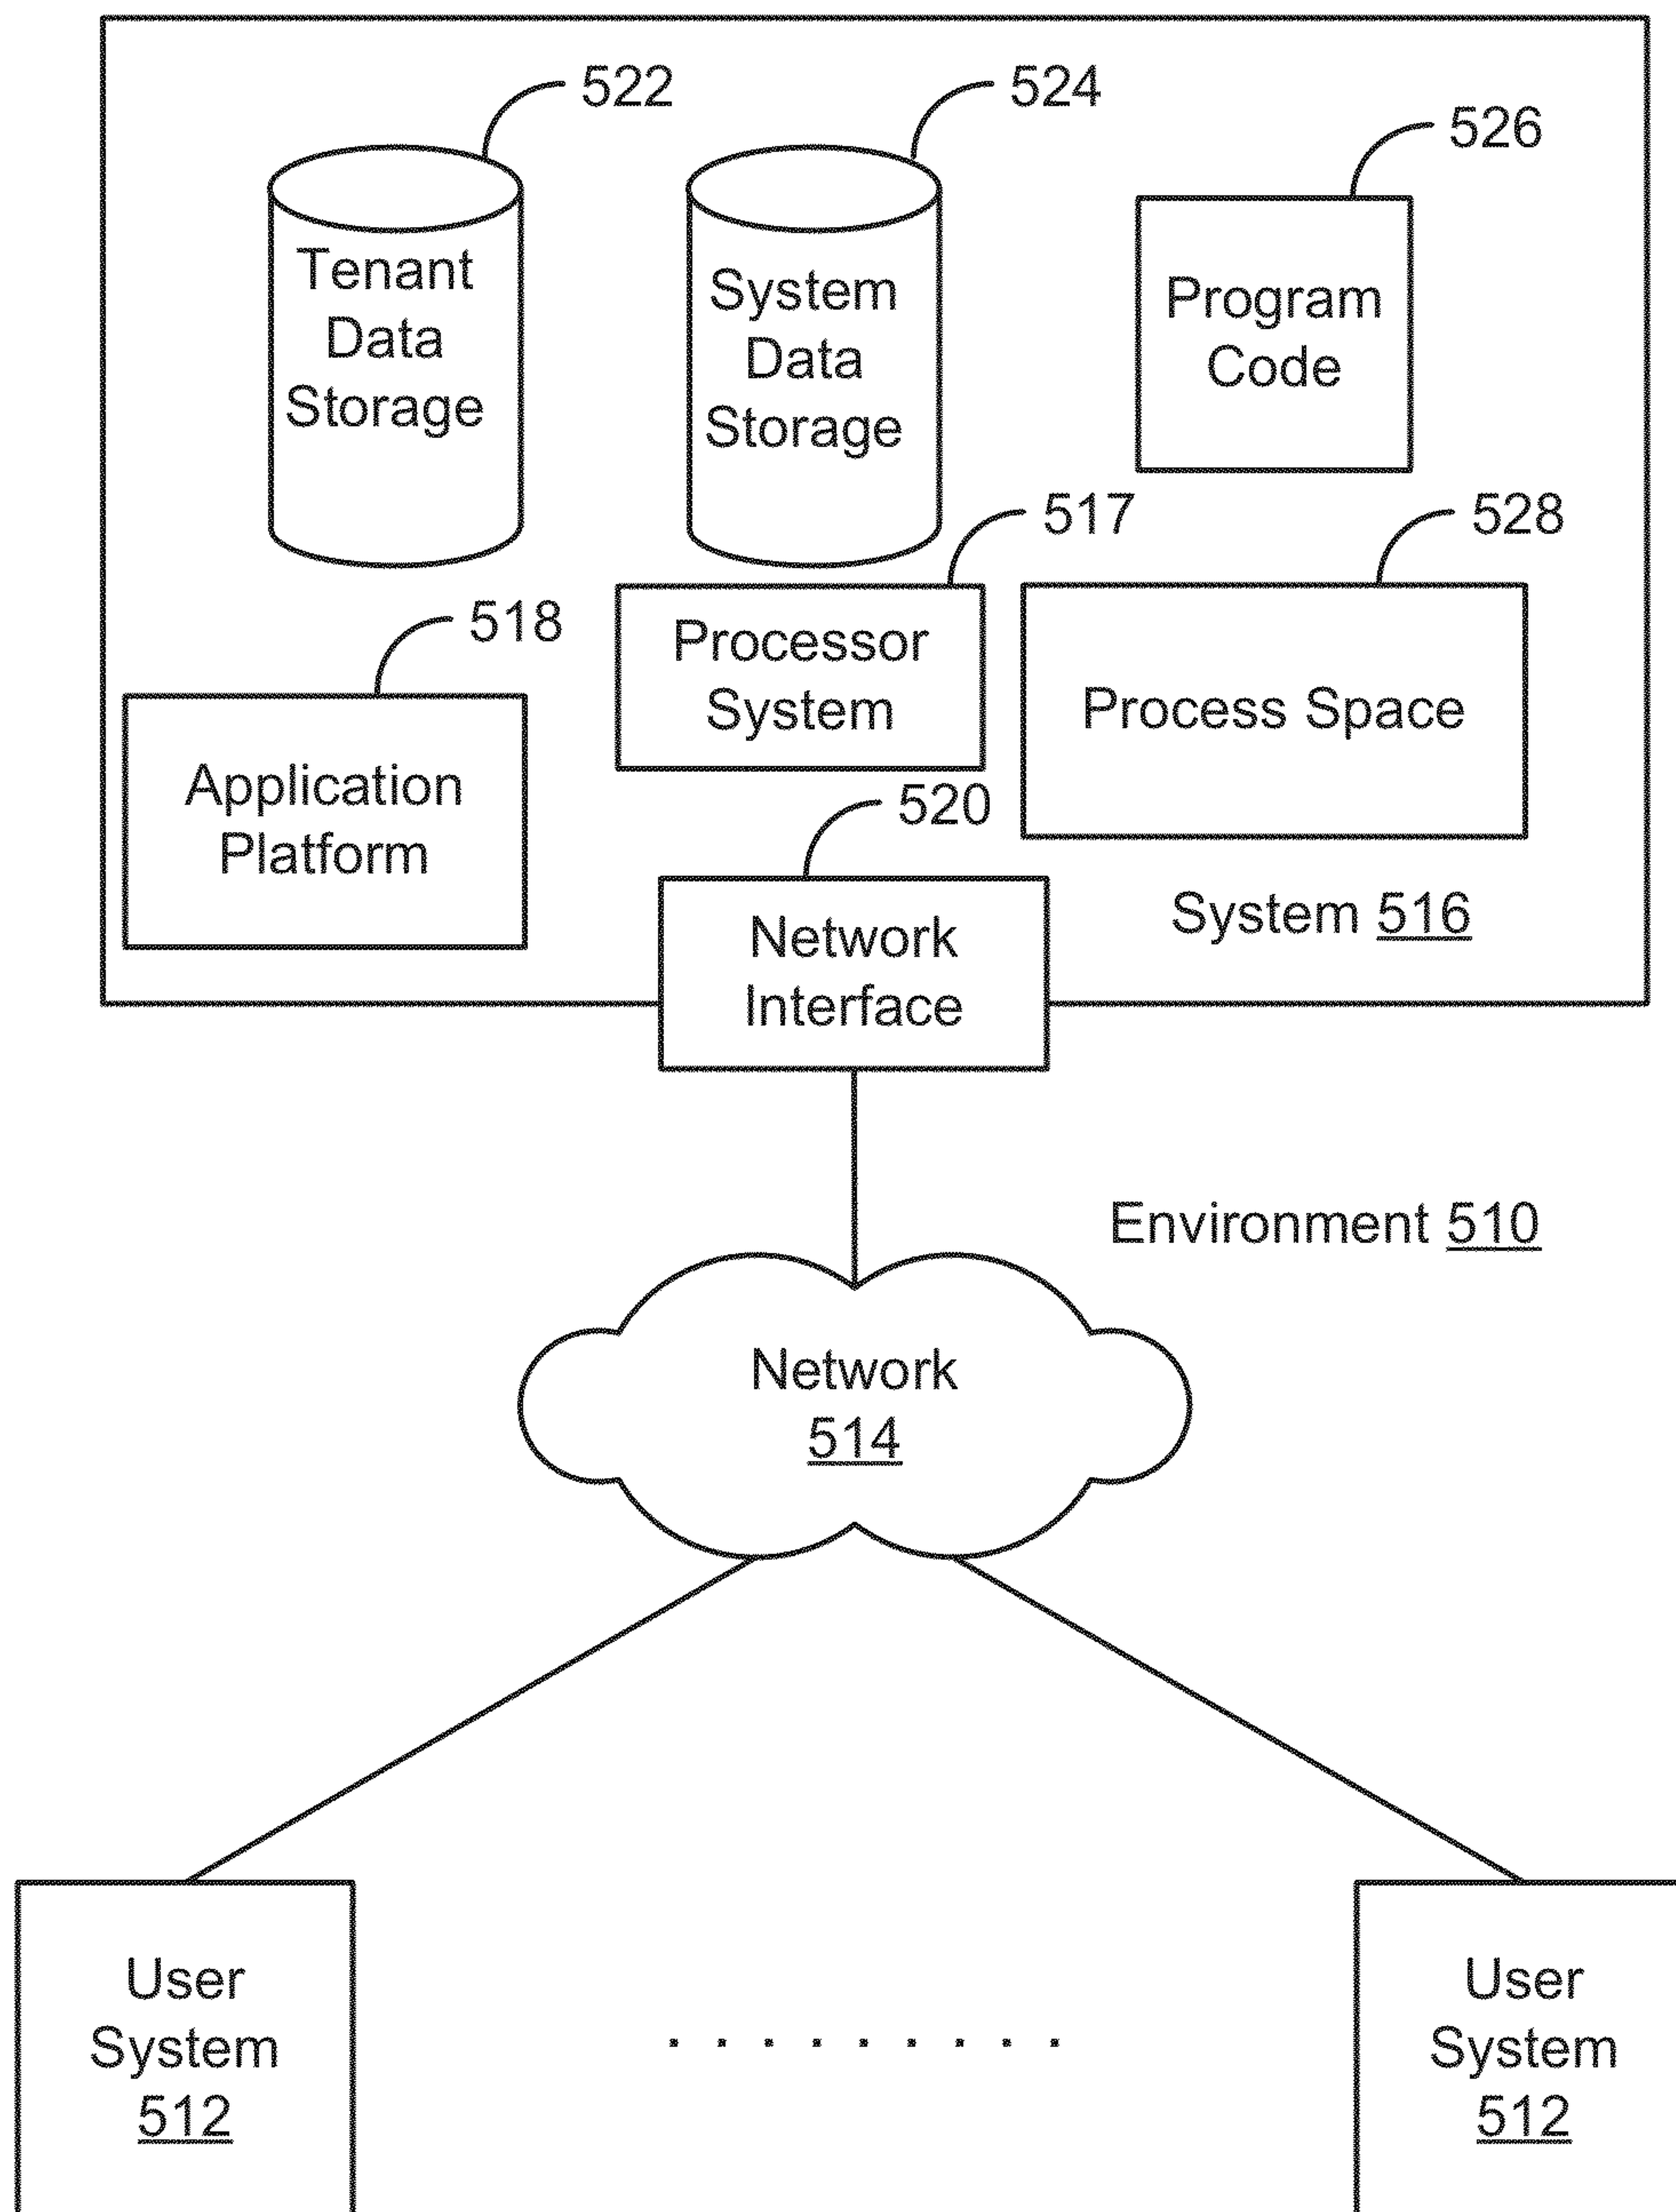 522
524
526
Tenant
Data
Storage
System
Data
Storage
Program
Code
517
528
518
Processor
System
Process Space
Application
Platform
520
Network
Interface
System 516
Environment 510
Network
514
User
System
512
User
System
512